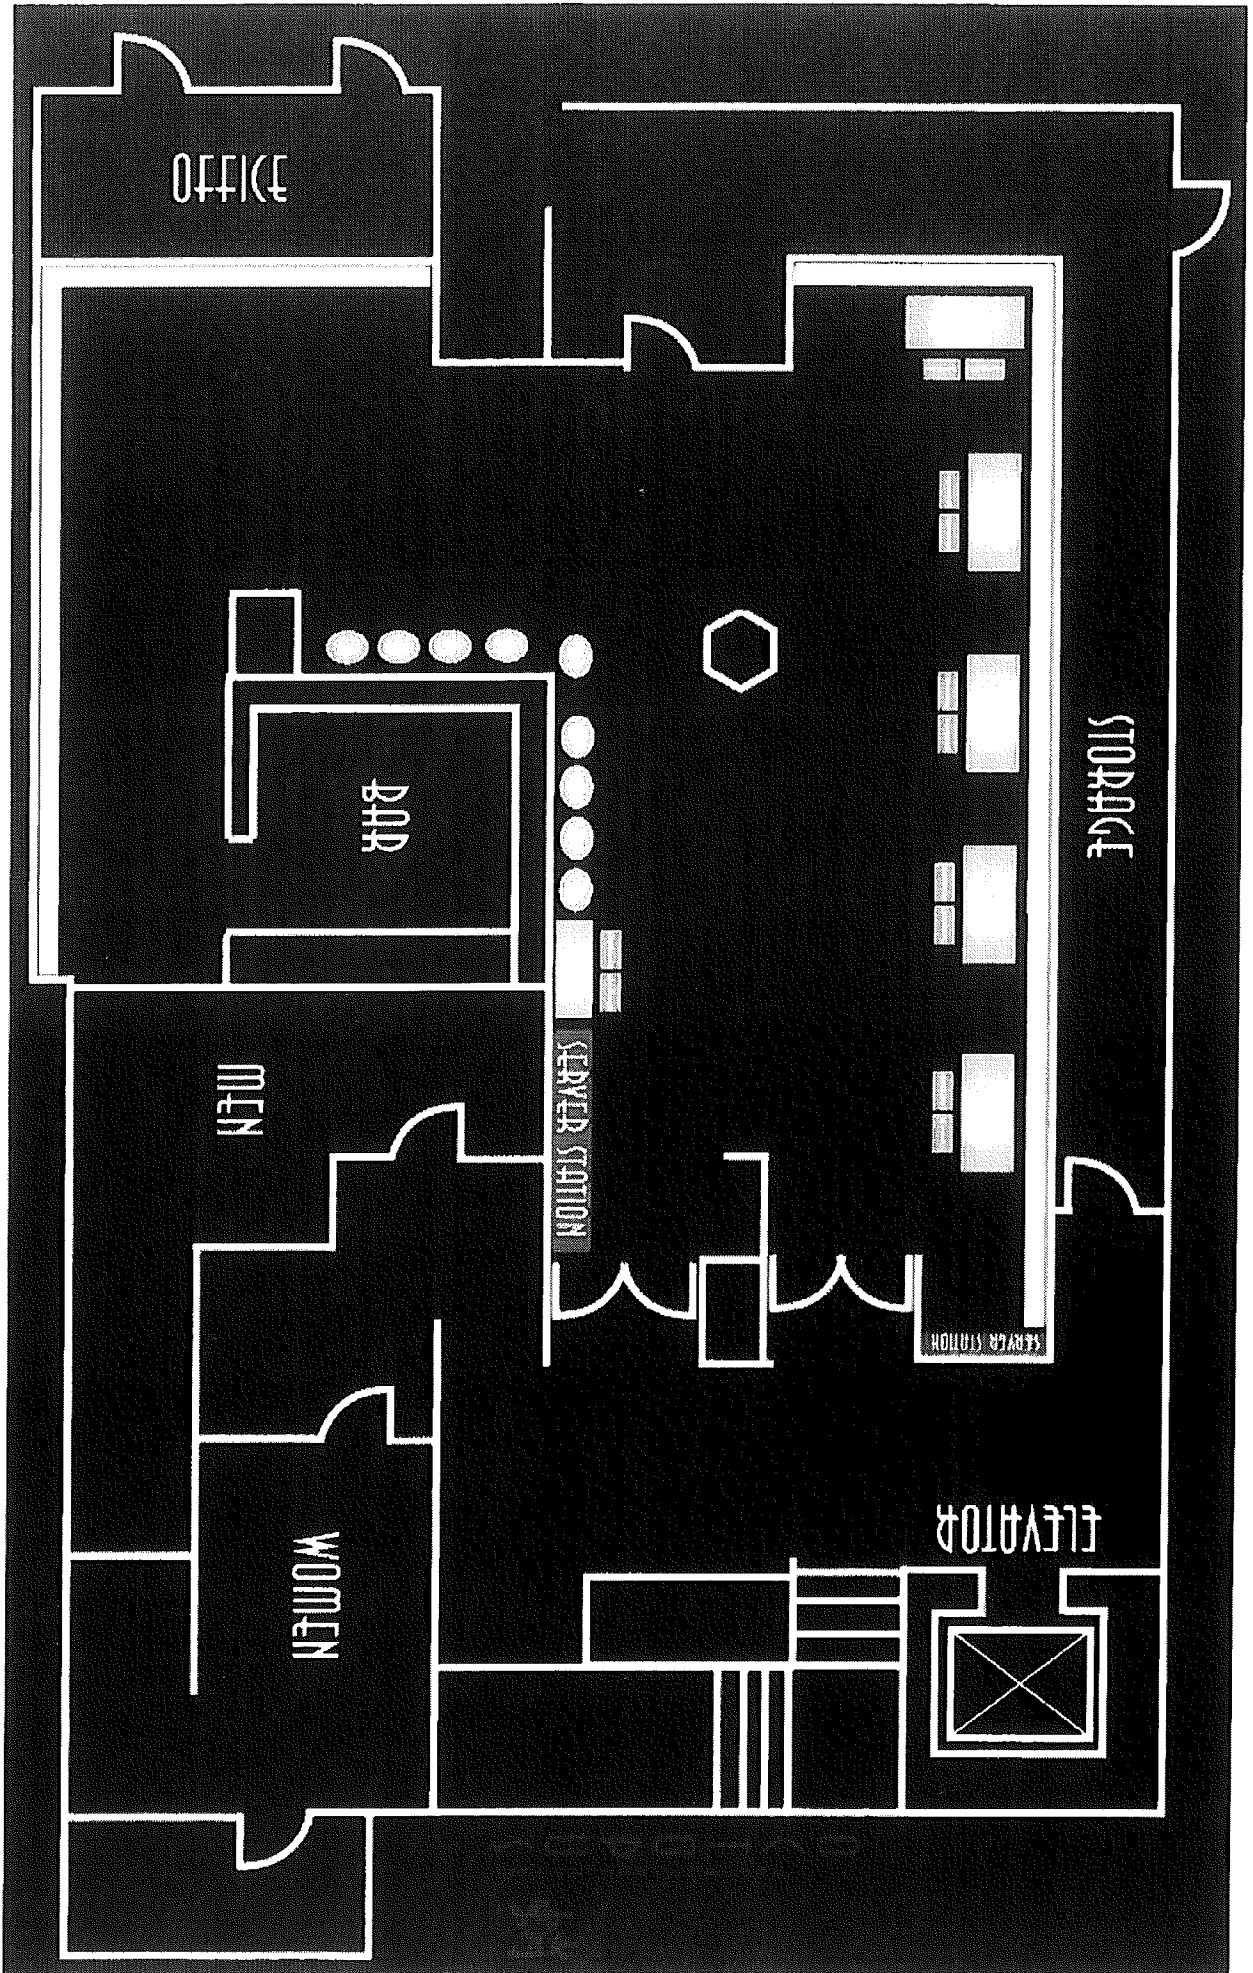 OFFICE
STORAGE
BAR
MEN
SERVER STATION
SERVER STATION
ELEVATOR
WOMEN